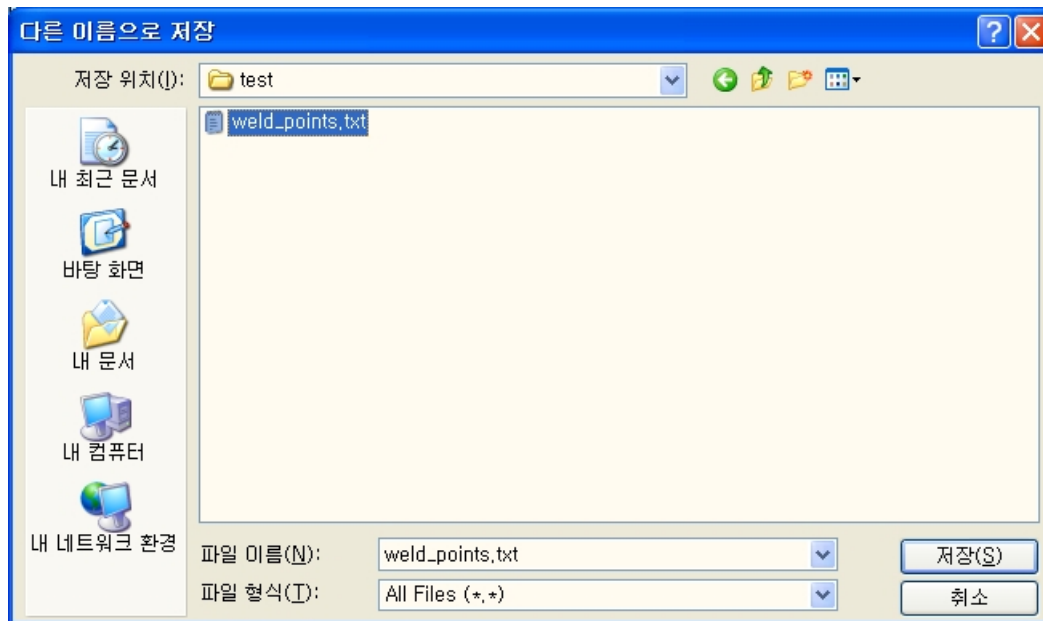 다른 이름으로 저장
저장 위치(I):
test
weld_points.txt
내 최근 문서
바탕 화면
내 문서
내 컴퓨터
내 네트워크 환경
파일 이름(N):
weld_points.txt
저장(S)
파일 형식(T):
All Files (*.*)
취소